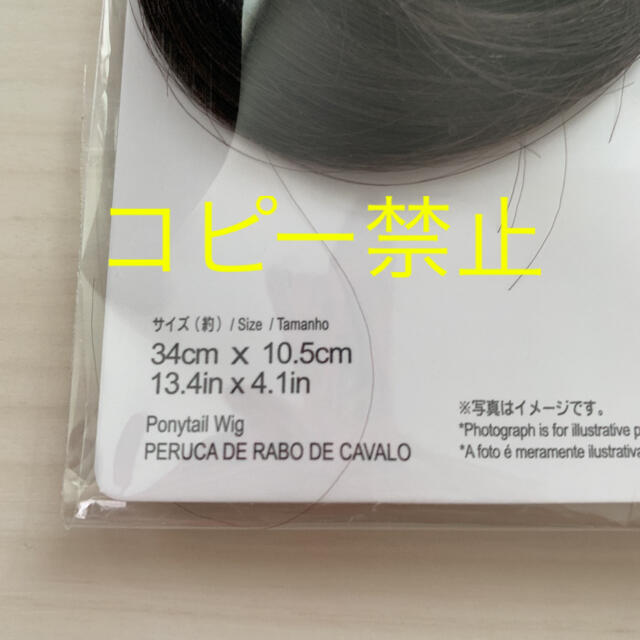 コピー禁止
サイズ（約）/ Size / Tamanho
34cm x 10.5cm
13.4in x 4.1in
Ponytail Wig
PERUCA DE RABO DE CAVALO
※写真はイメージです。
*Photograph is for illustrative
*A foto é meramente ilustrativa